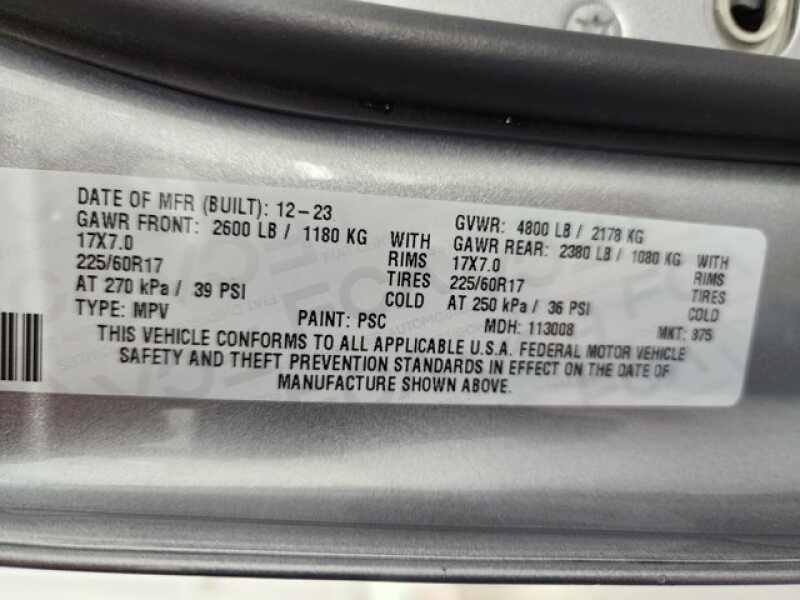 DATE OF MFR (BUILT): 12-23
GVWR: 4800 LB / 2178 KG
GAWR FRONT: 2600 LB / 1180 KG WITH
GAWR REAR: 2380 LB / 1080 KG WITH
17X7.0 RIMS
17X7.0 RIMS
225/60R17 TIRES
225/60R17 TIRES
AT 270 kPa / 39 PSI COLD
AT 250 kPa / 36 PSI COLD
TYPE: MPV PAINT: PSC MDH: 113008 MKT: 975
THIS VEHICLE CONFORMS TO ALL APPLICABLE U.S.A. FEDERAL MOTOR VEHICLE
SAFETY AND THEFT PREVENTION STANDARDS IN EFFECT ON THE DATE OF
MANUFACTURE SHOWN ABOVE.